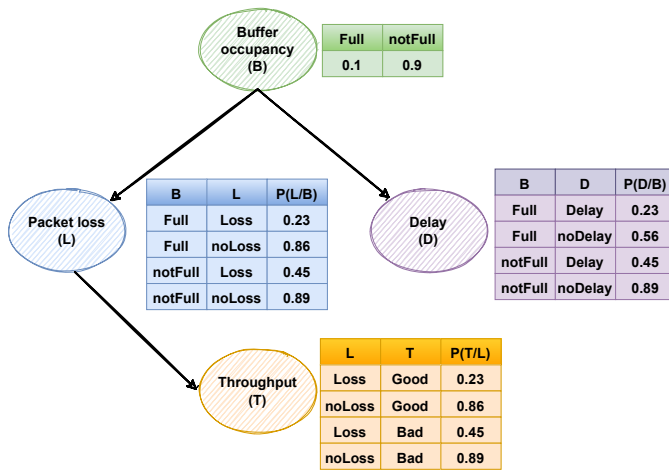 Buffer
occupancy
(B)
Full notFull
0.1 0.9
Packet loss
(L)
B L P(L/B)
Full Loss 0.23
Full noLoss 0.86
notFull Loss 0.45
notFull noLoss 0.89
Delay
(D)
B D P(D/B)
Full Delay 0.23
Full noDelay 0.56
notFull Delay 0.45
notFull noDelay 0.89
Throughput
(T)
L T P(T/L)
Loss Good 0.23
noLoss Good 0.86
Loss Bad 0.45
noLoss Bad 0.89